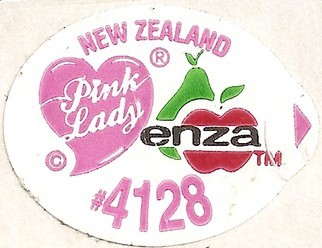 NEW ZEALAND
®
Pink
Lady
enza
TM
©
#4128